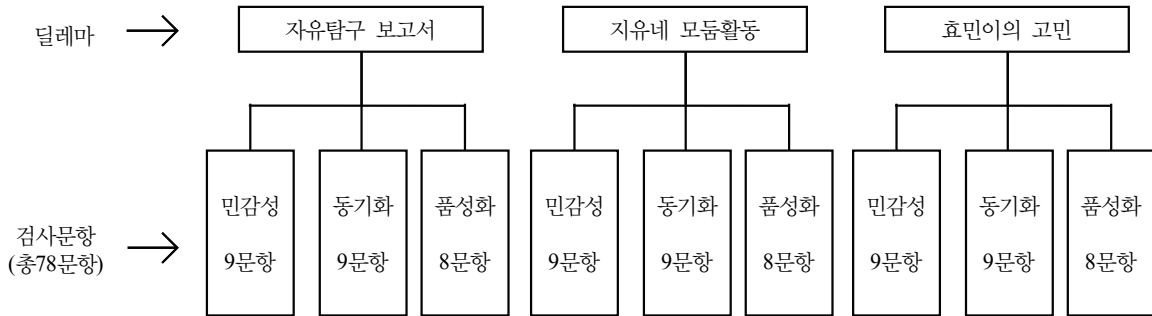 딜레마
자유탐구 보고서
지유네 모둠활동
효민이의 고민
검사문항
(총78문항)
민감성
9문항
동기화
9문항
품성화
8문항
민감성
9문항
동기화
9문항
품성화
8문항
민감성
9문항
동기화
9문항
품성화
8문항